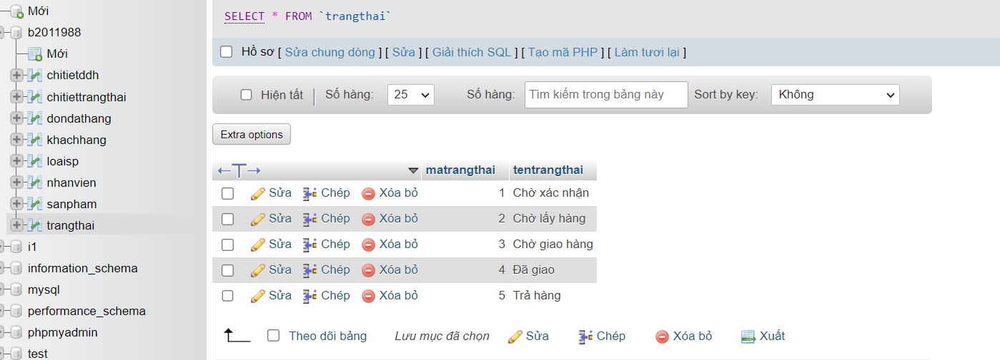 Mới
b2011988
Mới
chitietddh
chitiettrangthai
dondathang
khachhang
loaisp
nhanvien
sanpham
trangthai
i1
information_schema
mysql
performance_schema
phpmyadmin
test
SELECT * FROM `trangthai`
Hồ sơ [ Sửa chung dòng ] [ Sửa ] [ Giải thích SQL ] [ Tạo mã PHP ] [ Làm tươi lại ]
Hiện tất Số hàng: 25 Số hàng: Tìm kiếm trong bảng này Sort by key: Không
Extra options
←T→ matrangthai tentrangthai
Sửa Chép Xóa bỏ 1 Chờ xác nhận
Sửa Chép Xóa bỏ 2 Chờ lấy hàng
Sửa Chép Xóa bỏ 3 Chờ giao hàng
Sửa Chép Xóa bỏ 4 Đã giao
Sửa Chép Xóa bỏ 5 Trả hàng
Theo dõi bảng Lưu mục đã chọn Sửa Chép Xóa bỏ Xuất